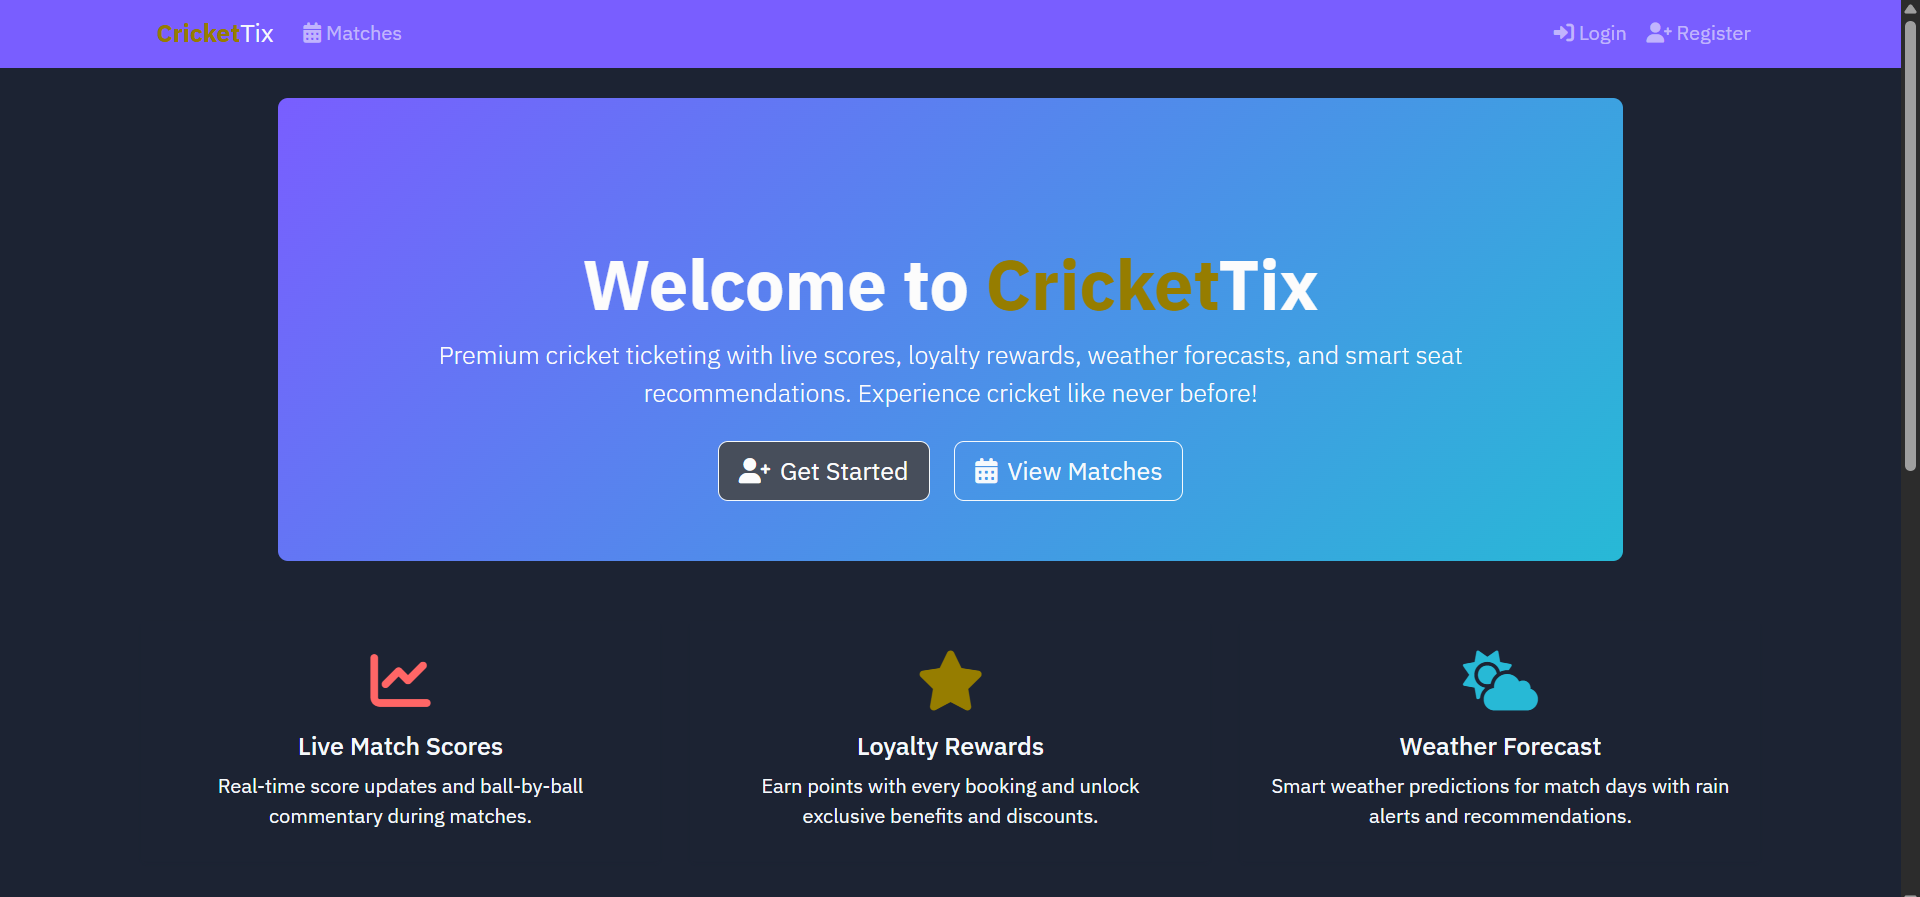 CricketTix Matches Login Register
Welcome to CricketTix
Premium cricket ticketing with live scores, loyalty rewards, weather forecasts, and smart seat
recommendations. Experience cricket like never before!
Get Started View Matches
Live Match Scores
Real-time score updates and ball-by-ball
commentary during matches.
Loyalty Rewards
Earn points with every booking and unlock
exclusive benefits and discounts.
Weather Forecast
Smart weather predictions for match days with rain
alerts and recommendations.